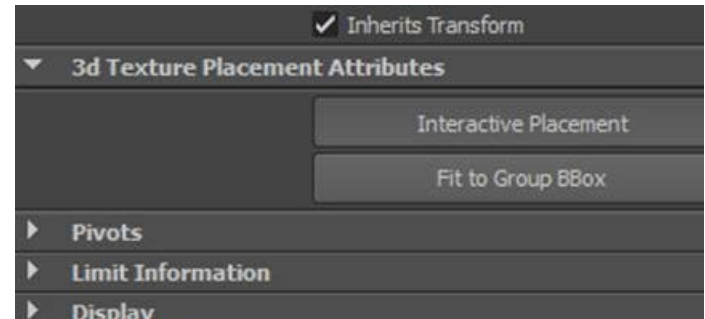 Inherits Transform
3d Texture Placement Attributes
Interactive Placement
Fit to Group BBox
Pivots
Limit Information
Display